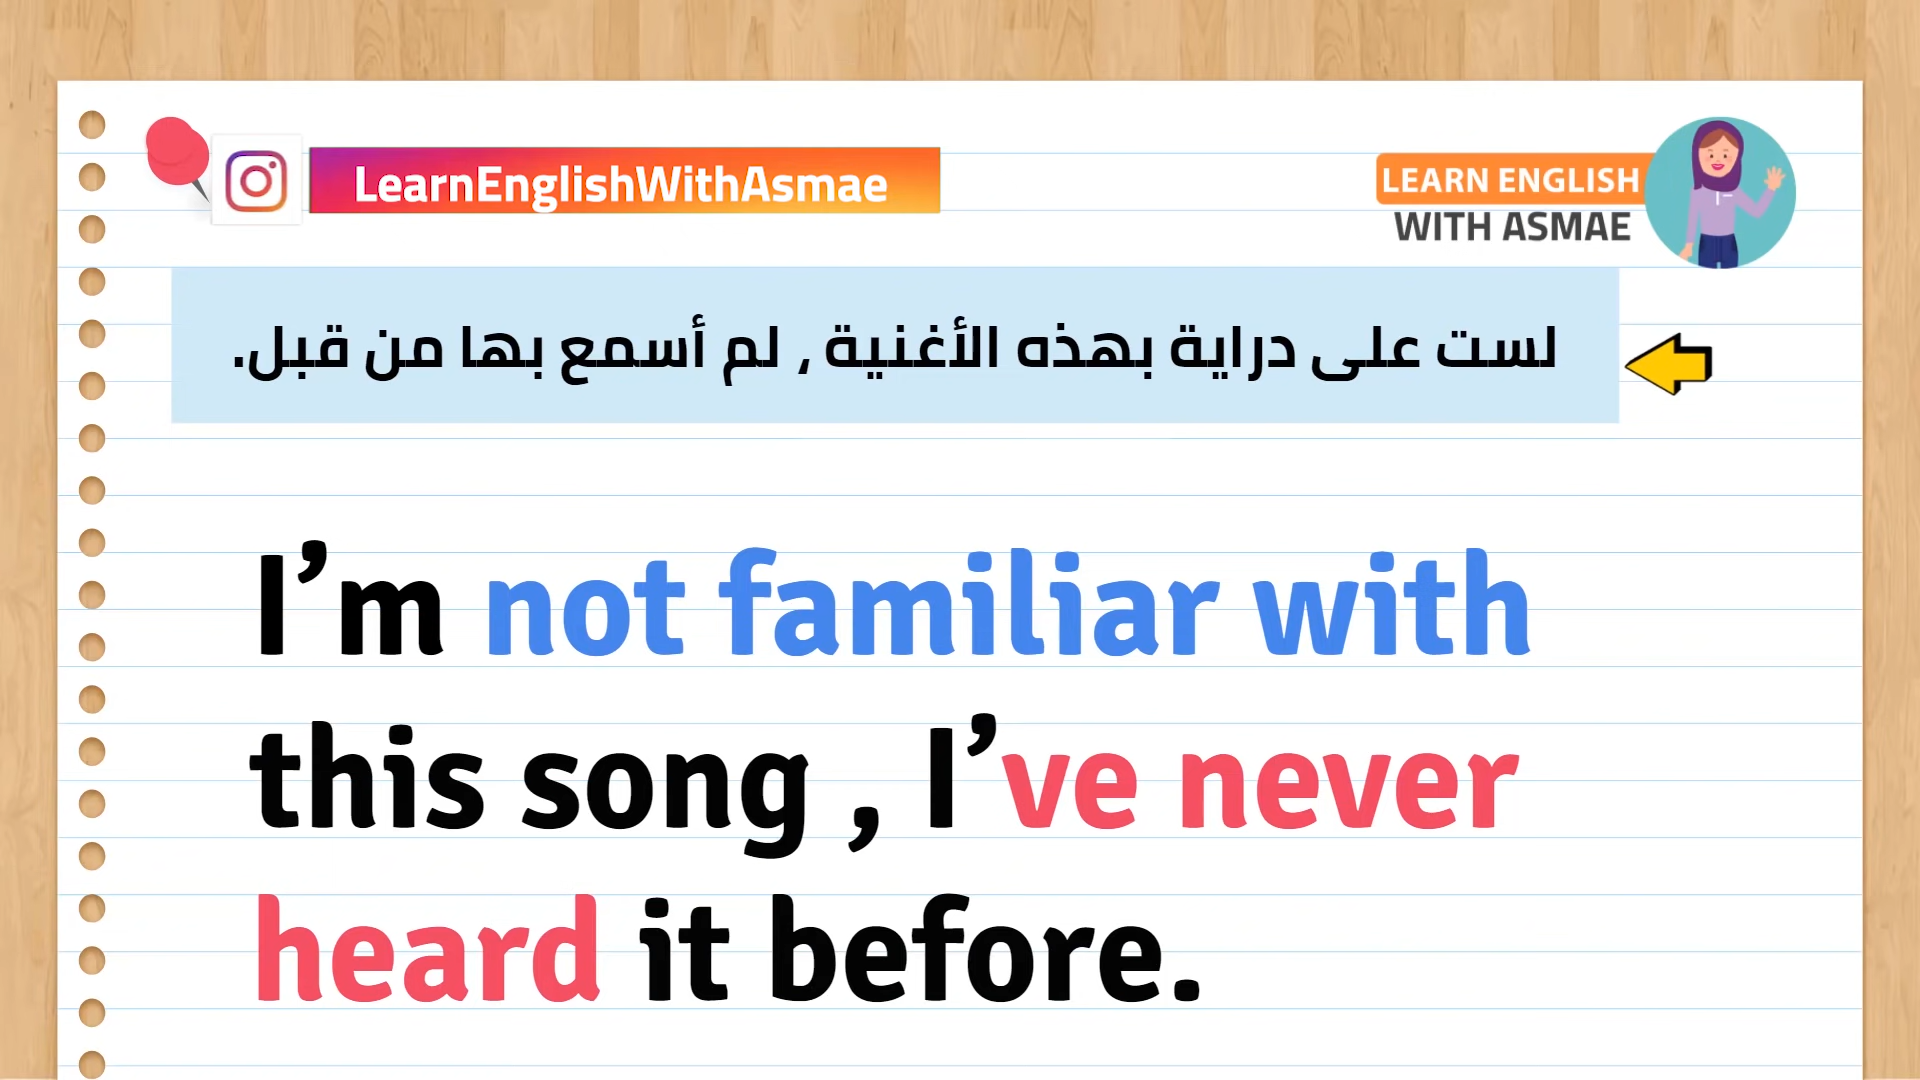 LearnEnglishWithAsmae
LEARN ENGLISH
WITH ASMAE
لست على دراية بهذه الأغنية , لم أسمع بها من قبل.
I’m not familiar with
this song , I’ve never
heard it before.